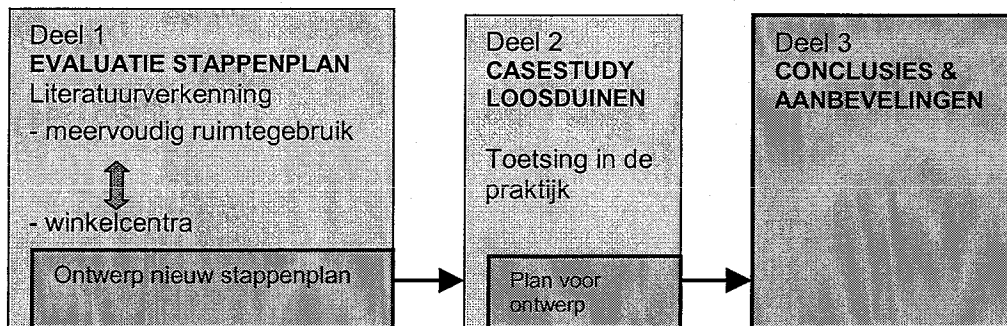 Deel 1
EVALUATIE STAPPENPLAN
Literatuurverkenning
- meervoudig ruimtegebruik
- winkelcentra
Ontwerp nieuw stappenplan
Deel 2
CASESTUDY
LOOSDUINEN
Toetsing in de
praktijk
Plan voor
ontwerp
Deel 3
CONCLUSIES &
AANBEVELINGEN